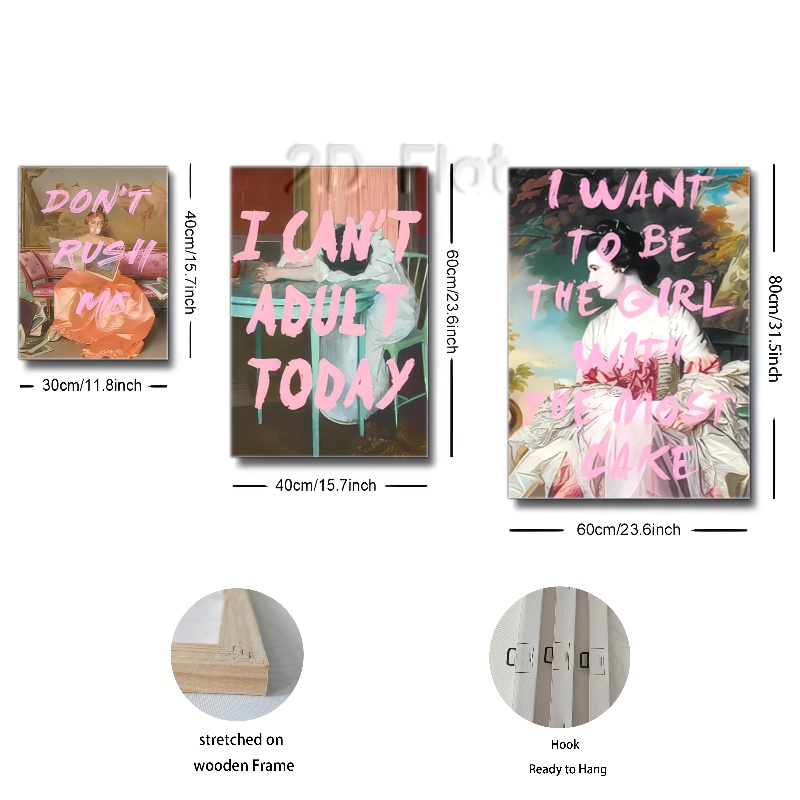 2D Flat
DON'T
RUSH
ME
40cm/15.7inch
30cm/11.8inch
I CAN'T
ADULT
TODAY
60cm/23.6inch
40cm/15.7inch
I WANT
TO BE
THE GIRL
WITH
THE MOST
CAKE
80cm/31.5inch
60cm/23.6inch
stretched on
wooden Frame
Hook
Ready to Hang